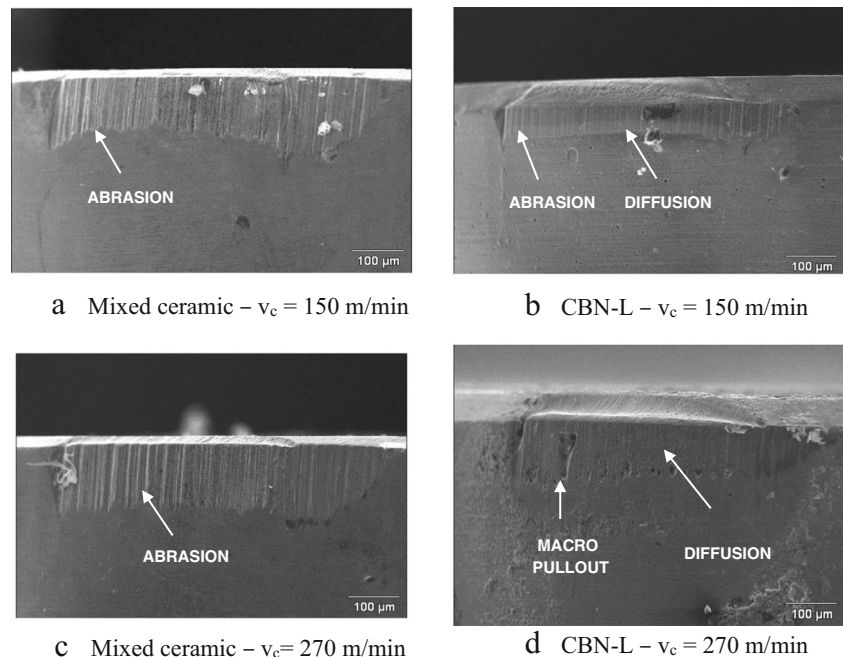 ABRASION
100 µm
a Mixed ceramic – vc = 150 m/min
ABRASION DIFFUSION
100 µm
b CBN-L – vc = 150 m/min
ABRASION
100 µm
c Mixed ceramic – vc= 270 m/min
MACRO
PULLOUT
DIFFUSION
100 µm
d CBN-L – vc = 270 m/min